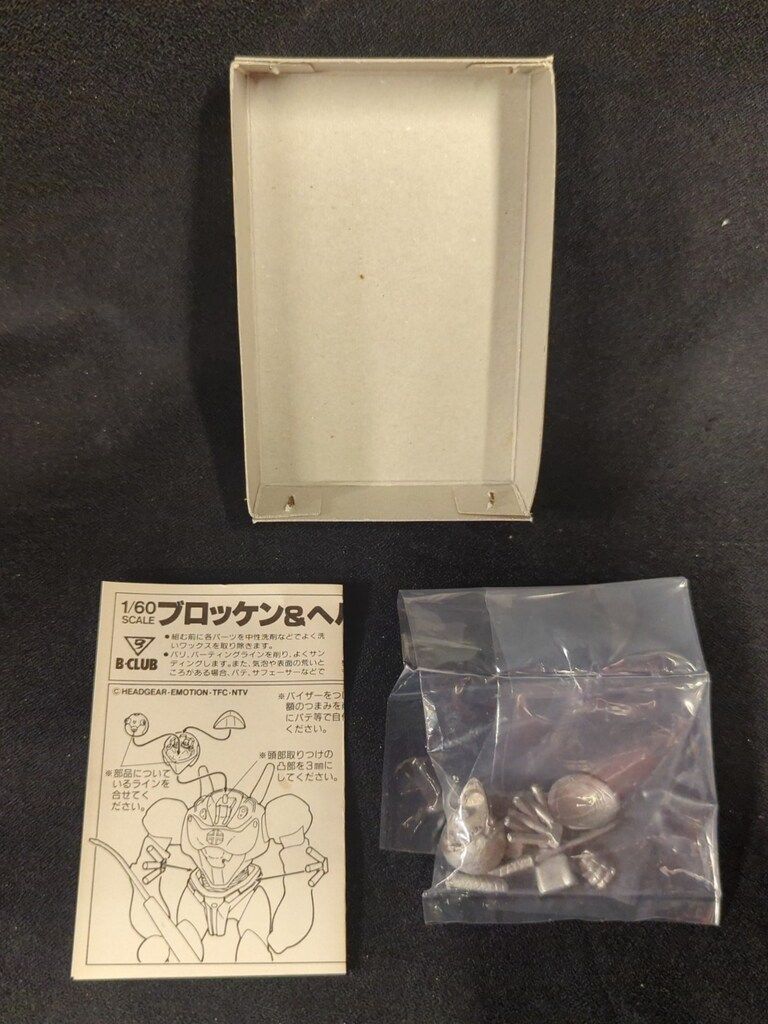 1/60
SCALE
ブロッケン&ヘル
B-CLUB
●組む前に各パーツを中性洗剤などでよく洗
いワックスを取り除きます。
●バリ、パーティングラインを削り、よくサン
ディングします。また、気泡や表面の荒いと
ころがある場合、パテ、サフェーサーなどで
©HEADGEAR・EMOTION・TFC・NTV
※バイザーをつ
額のつまみを
にパテ等で自
ください。
※頭部取りつけの
凸部を3㎜に
してください。
※部品について
いるラインを
合せてく
ださい。